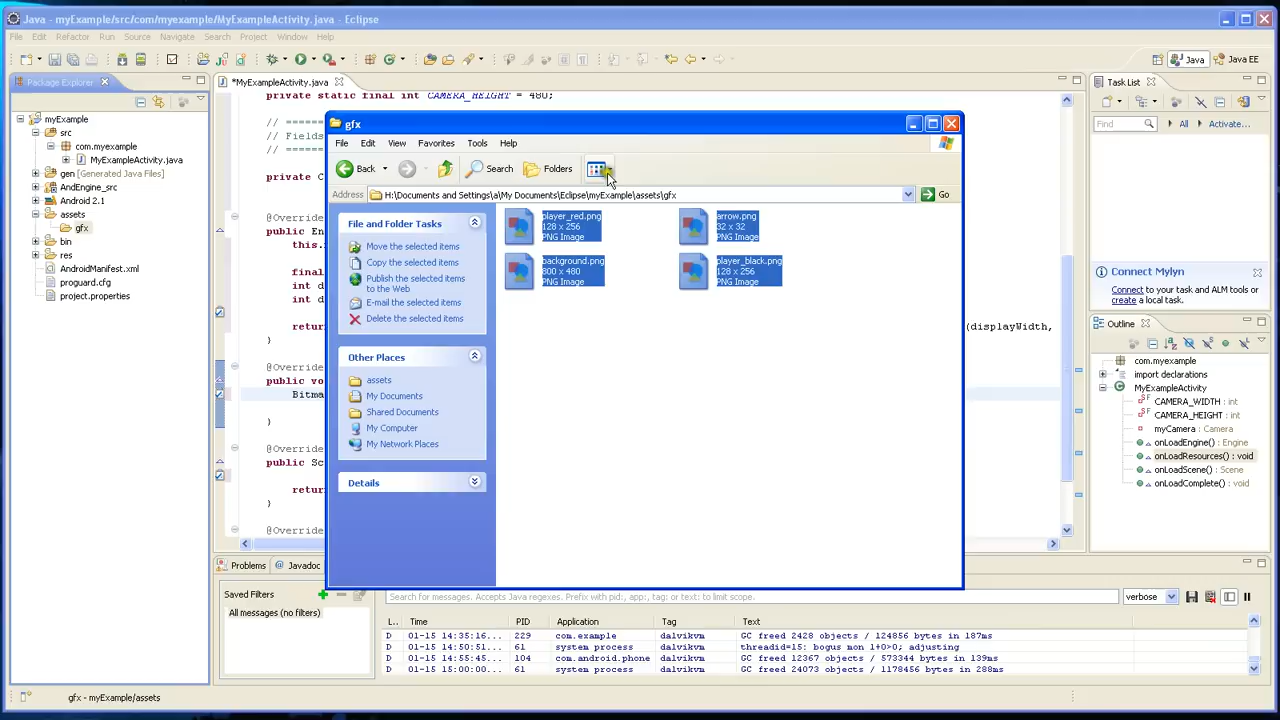 Java - myExample/src/com/myexample/MyExampleActivity.java - Eclipse
File Edit Refactor Run Source Navigate Search Project Window Help
Java
Java EE
Package Explorer
myExample
src
com.myexample
MyExampleActivity.java
gen [Generated Java Files]
AndEngine_src
Android 2.1
assets
gfx
bin
res
AndroidManifest.xml
proguard.cfg
project.properties
*MyExampleActivity.java
private static final int CAMERA_HEIGHT = 480;
// Fields
private C
@Override
public En
this.
final
int d
int d
retur
(displayWidth,
}
@Override
public vo
Bitma
}
@Override
public Sc
retur
}
@Overrid
gfx
File Edit View Favorites Tools Help
Back
Search
Folders
Address
H:\Documents and Settings\a\My Documents\Eclipse\myExample\assets\gfx
Go
File and Folder Tasks
Move the selected items
Copy the selected items
Publish the selected items
to the Web
E-mail the selected items
Delete the selected items
Other Places
assets
My Documents
Shared Documents
My Computer
My Network Places
Details
player_red.png
128 x 256
PNG Image
arrow.png
32 x 32
PNG Image
background.png
800 x 480
PNG Image
player_black.png
128 x 256
PNG Image
Task List
Find
All
Activate...
Connect Mylyn
Connect to your task and ALM tools or
create a local task.
Outline
com.myexample
import declarations
MyExampleActivity
CAMERA_WIDTH : int
CAMERA_HEIGHT : int
myCamera : Camera
onLoadEngine() : Engine
onLoadResources() : void
onLoadScene() : Scene
onLoadComplete() : void
Problems
Javadoc
Saved Filters
All messages (no filters)
Search for messages. Accepts Java regexes. Prefix with pid:, app:, tag: or text: to limit scope.
verbose
L... Time PID Application Tag Text
D 01-15 14:35:16... 229 com.example dalvikvm GC freed 2428 objects / 124856 bytes in 187ms
D 01-15 14:50:51... 61 system process dalvikvm threadid=15: bogus mon 1+0>0; adjusting
D 01-15 14:55:45... 104 com.android.phone dalvikvm GC freed 12367 objects / 573344 bytes in 139ms
D 01-15 15:00:00... 61 system process dalvikvm GC freed 24073 objects / 1178456 bytes in 288ms
gfx - myExample/assets